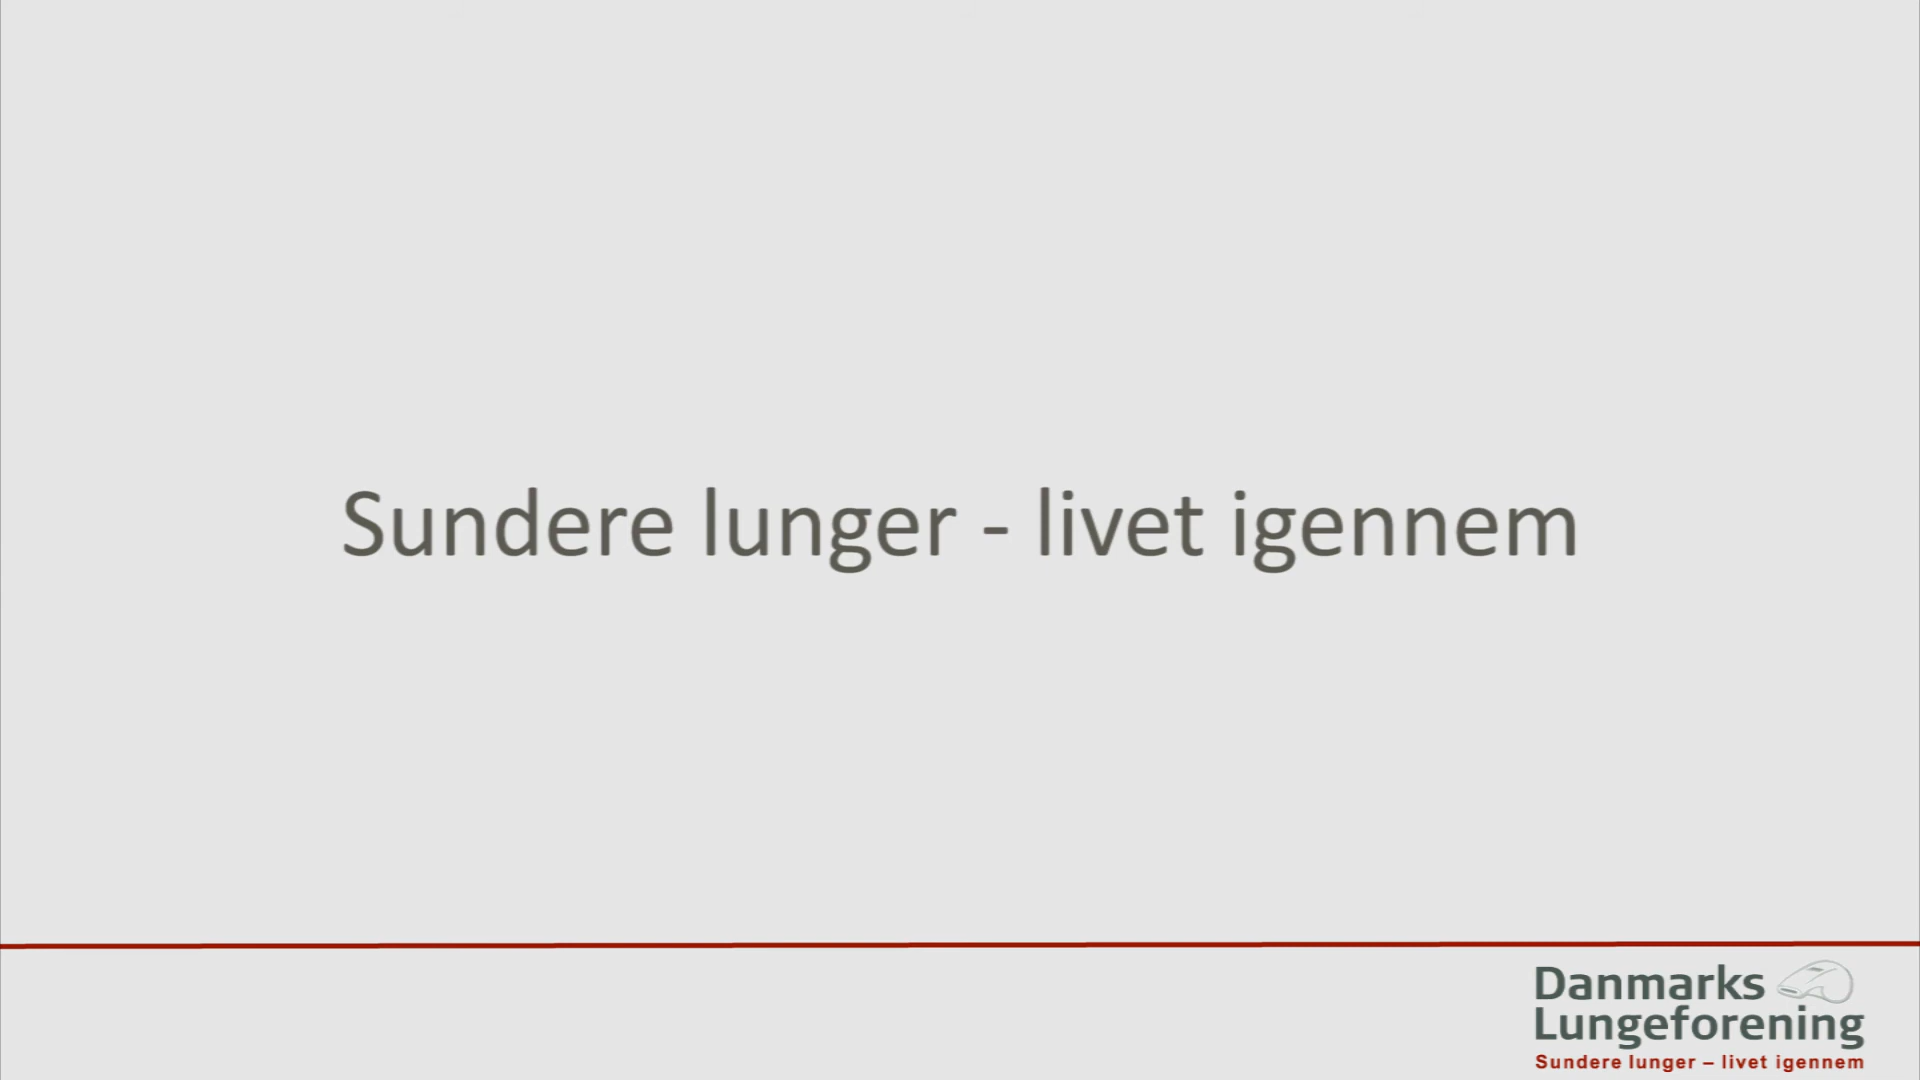 Sundere lunger - livet igennem
Danmarks
Lungeforening
Sundere lunger – livet igennem